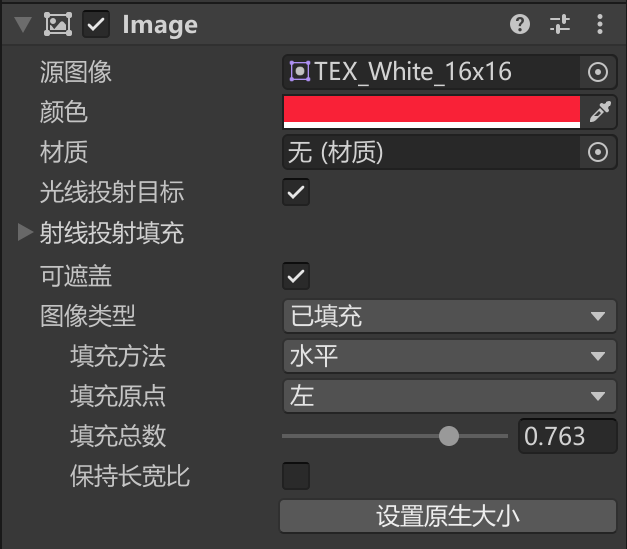 Image
源图像 TEX_White_16x16
颜色
材质 无 (材质)
光线投射目标
射线投射填充
可遮盖
图像类型 已填充
填充方法 水平
填充原点 左
填充总数 0.763
保持长宽比
设置原生大小